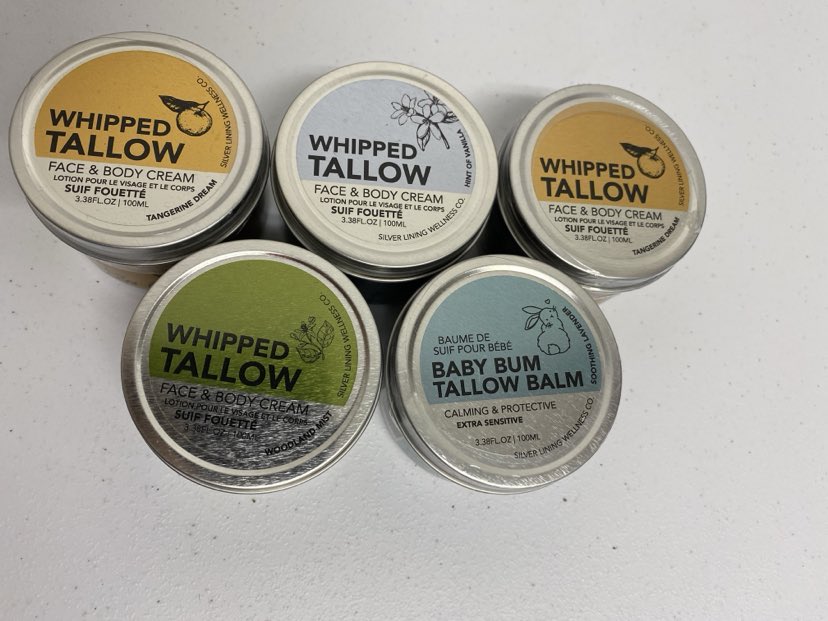 WHIPPED
TALLOW
FACE & BODY CREAM
LOTION POUR LE VISAGE ET LE CORPS
SUIF FOUETTÉ
3.38FL.OZ | 100ML
TANGERINE DREAM
SILVER LINING WELLNESS CO.
WHIPPED
TALLOW
FACE & BODY CREAM
LOTION POUR LE VISAGE ET LE CORPS
SUIF FOUETTÉ
3.38FL.OZ | 100ML
HINT OF VANILLA
SILVER LINING WELLNESS CO.
WHIPPED
TALLOW
FACE & BODY CREAM
LOTION POUR LE VISAGE ET LE CORPS
SUIF FOUETTÉ
3.38FL.OZ | 100ML
TANGERINE DREAM
SILVER LINING WELLNESS CO.
WHIPPED
TALLOW
FACE & BODY CREAM
LOTION POUR LE VISAGE ET LE CORPS
SUIF FOUETTÉ
3.38FL.OZ | 100ML
WOODLAND MIST
SILVER LINING WELLNESS CO.
BAUME DE
SUIF POUR BÉBÉ
BABY BUM
TALLOW BALM
CALMING & PROTECTIVE
EXTRA SENSITIVE
3.38FL.OZ | 100ML
SOOTHING LAVENDER
SILVER LINING WELLNESS CO.